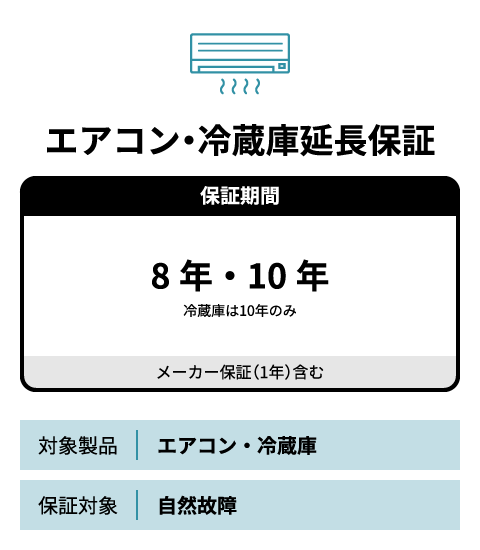 エアコン・冷蔵庫延長保証
保証期間
8 年・10 年
冷蔵庫は10年のみ
メーカー保証(1年)含む
対象製品 エアコン・冷蔵庫
保証対象 自然故障